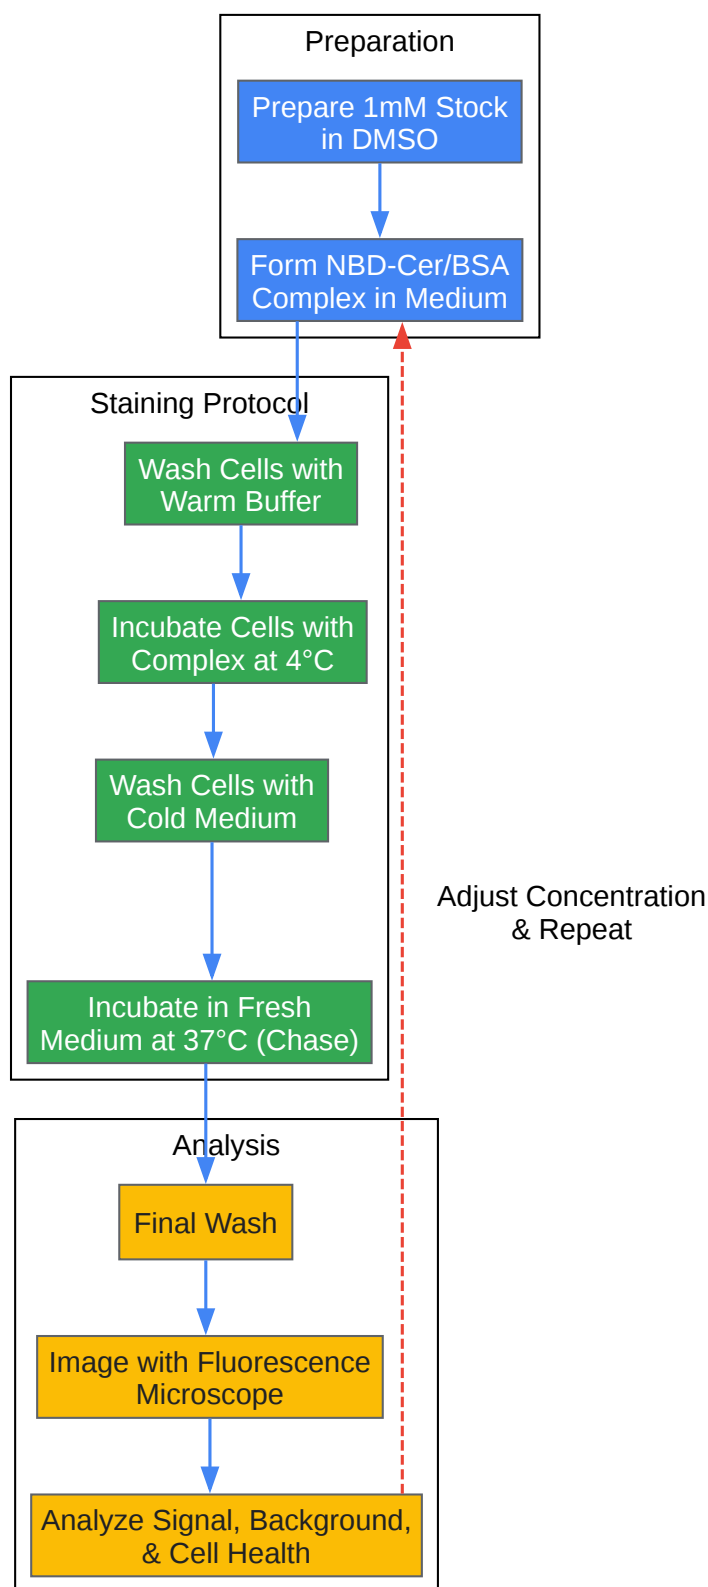 Preparation
Prepare 1mM Stock
in DMSO
Form NBD-Cer/BSA
Complex in Medium
Staining Protocol
Wash Cells with
Warm Buffer
Incubate Cells with
Complex at 4°C
Wash Cells with
Cold Medium
Adjust Concentration
& Repeat
Incubate in Fresh
Medium at 37°C (Chase)
Analysis
Final Wash
Image with Fluorescence
Microscope
Analyze Signal, Background,
& Cell Health